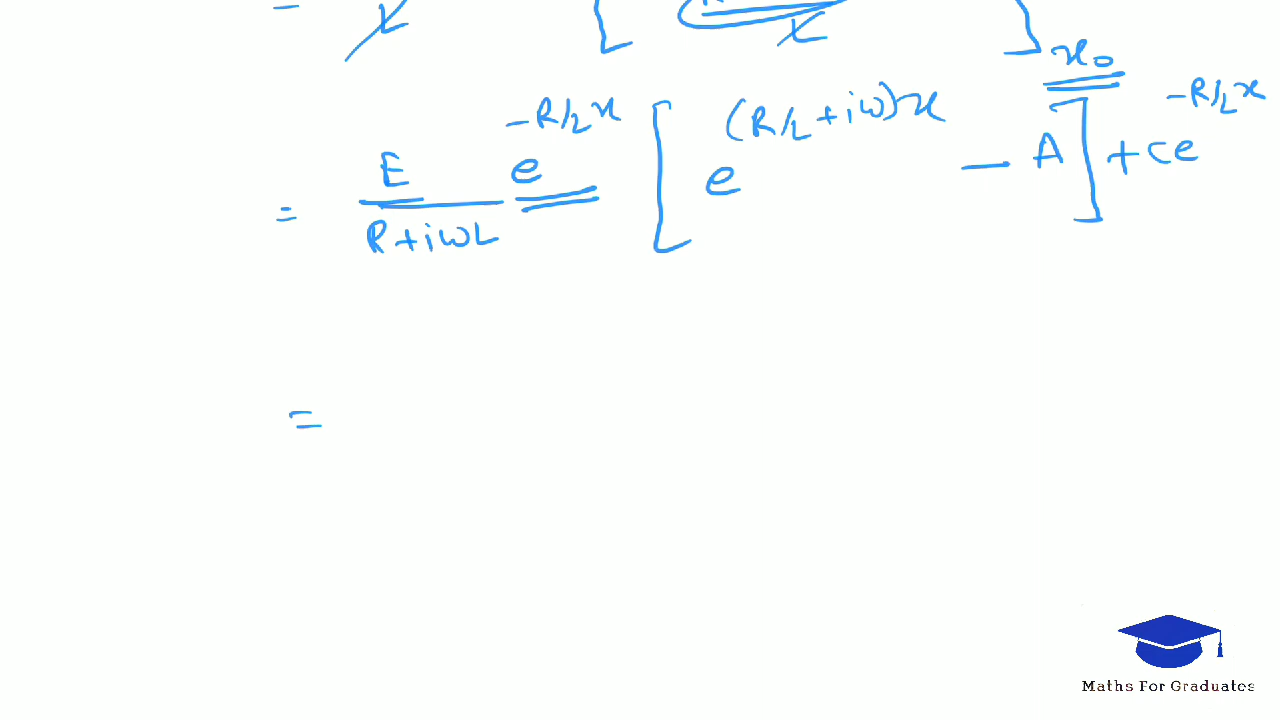 = L [ L ] x₀
= E/(R+iωL) e^(-R/L x) [ e^((R/L+iω)x) - A ] + ce^(-R/L x)
=
Maths For Graduates